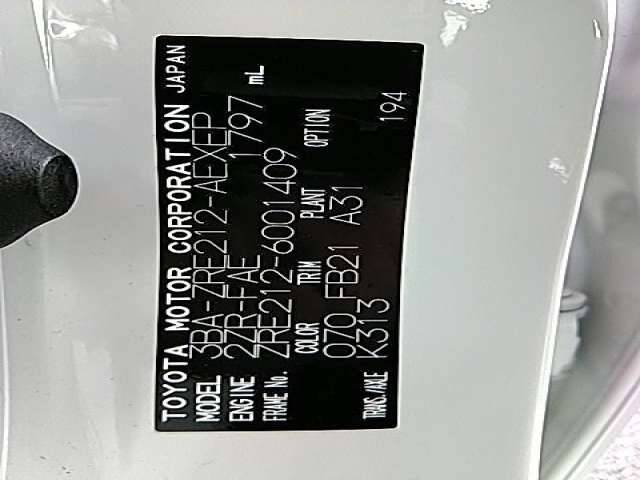 TOYOTA MOTOR CORPORATION JAPAN
MODEL 3BA-ZRE212-AEXEP
ENGINE 2ZR-FAE 1797 mL
FRAME No. ZRE212-6001409
COLOR TRIM PLANT OPTION
070 FB21 A31 194
TRANS./AXLE K313